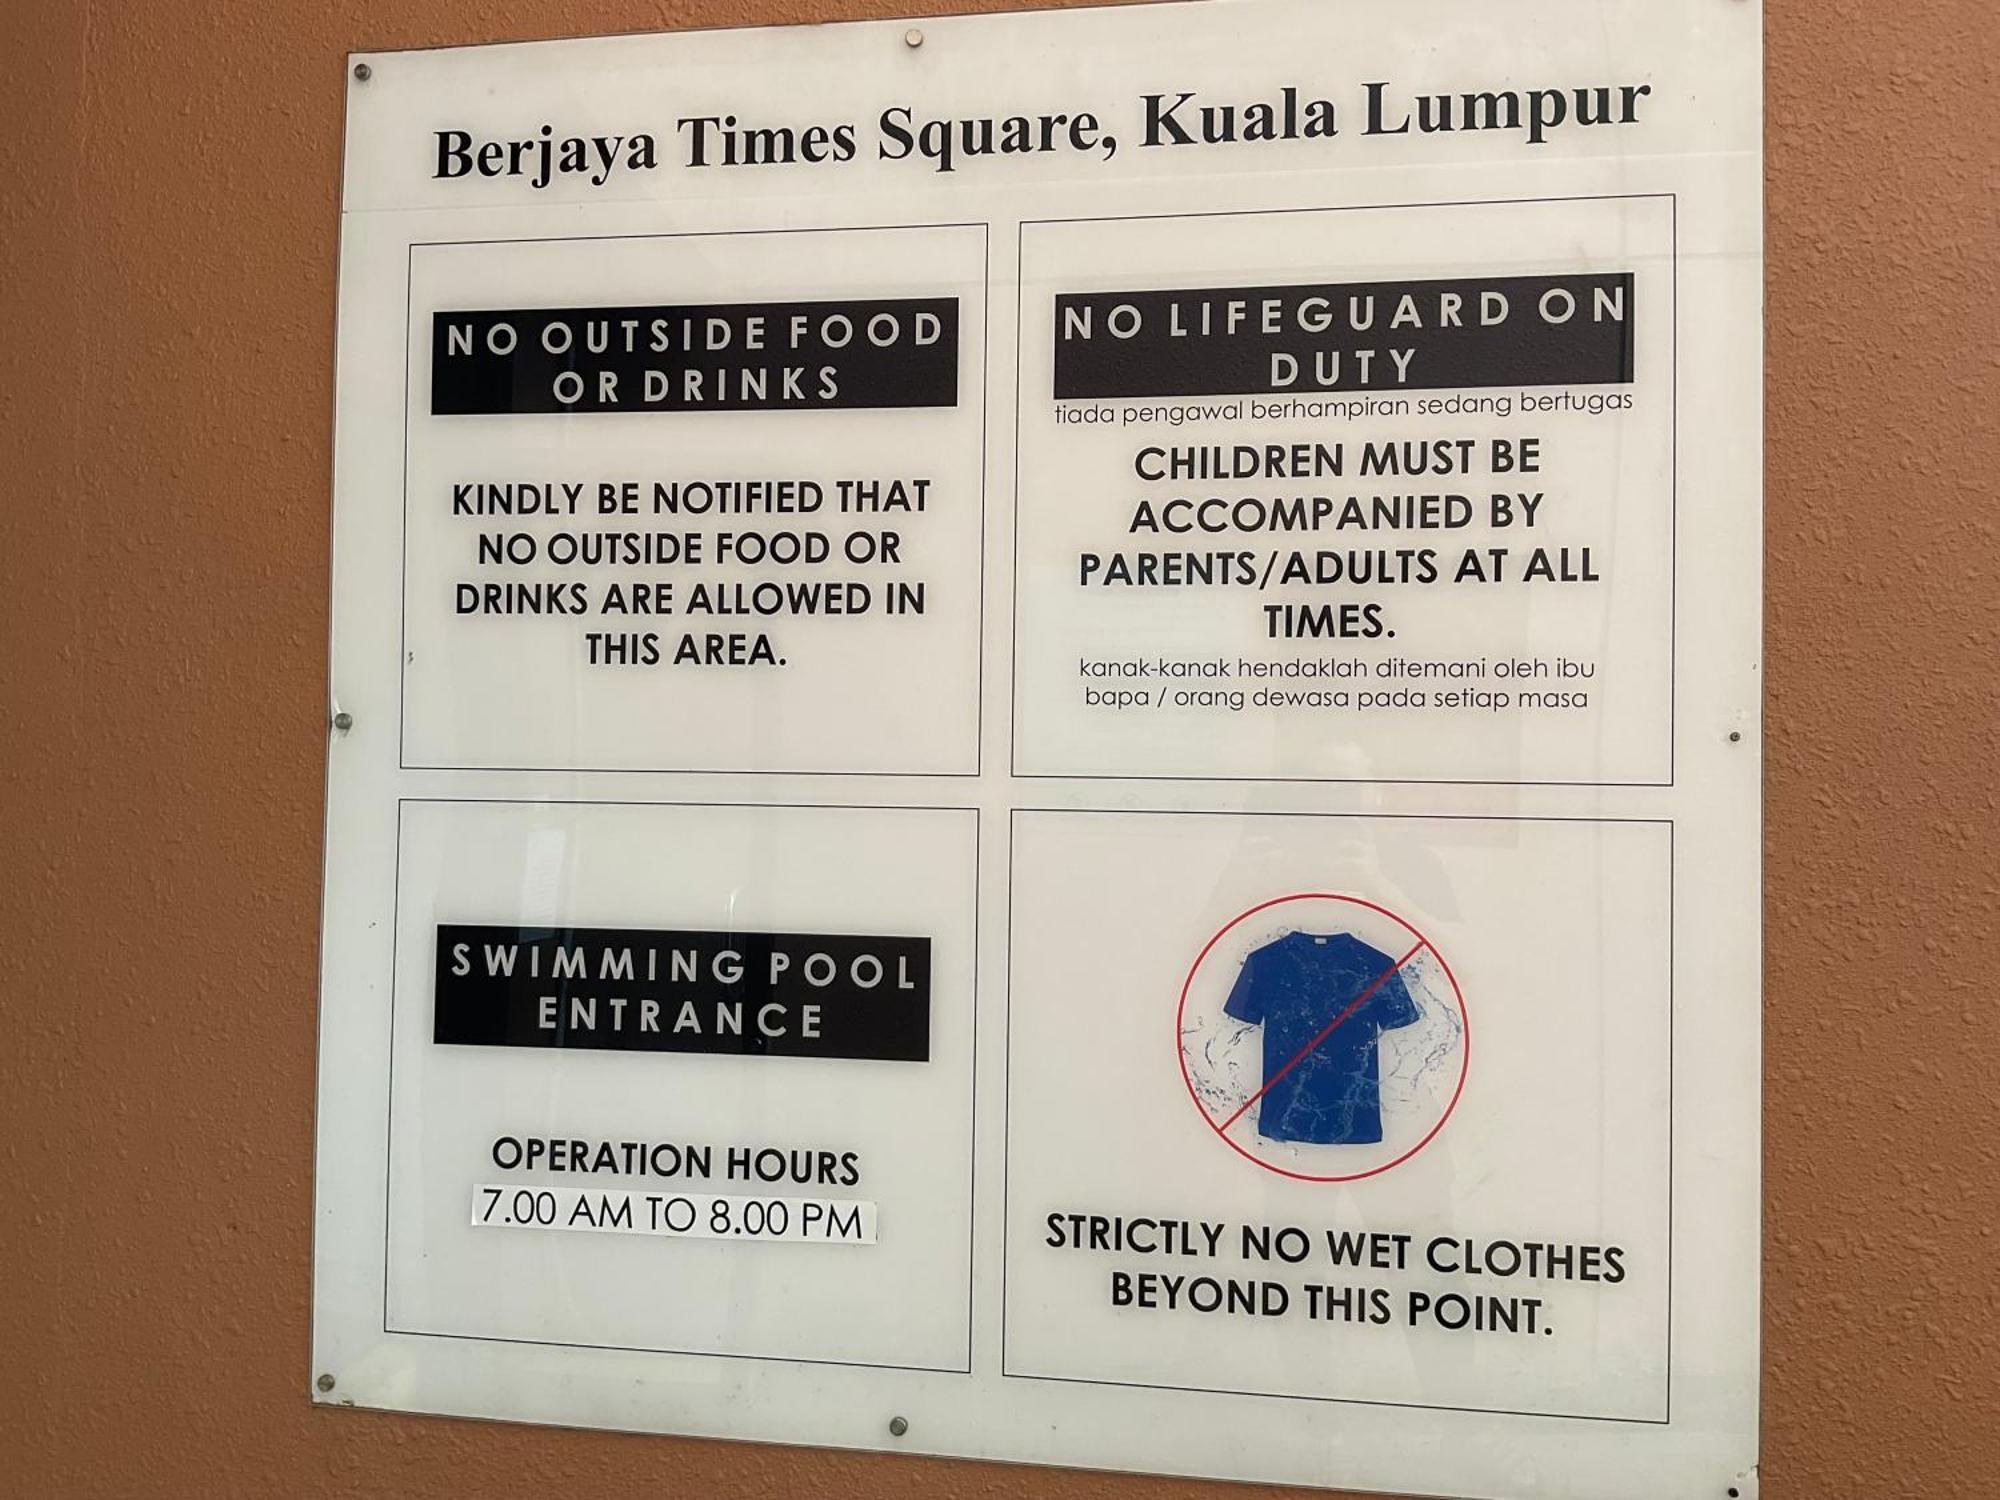 Berjaya Times Square, Kuala Lumpur
NO OUTSIDE FOOD
OR DRINKS
KINDLY BE NOTIFIED THAT
NO OUTSIDE FOOD OR
DRINKS ARE ALLOWED IN
THIS AREA.
NO LIFEGUARD ON
DUTY
tiada pengawal berhampiran sedang bertugas
CHILDREN MUST BE
ACCOMPANIED BY
PARENTS/ADULTS AT ALL
TIMES.
kanak-kanak hendaklah ditemani oleh ibu
bapa / orang dewasa pada setiap masa
SWIMMING POOL
ENTRANCE
OPERATION HOURS
7.00 AM TO 8.00 PM
STRICTLY NO WET CLOTHES
BEYOND THIS POINT.